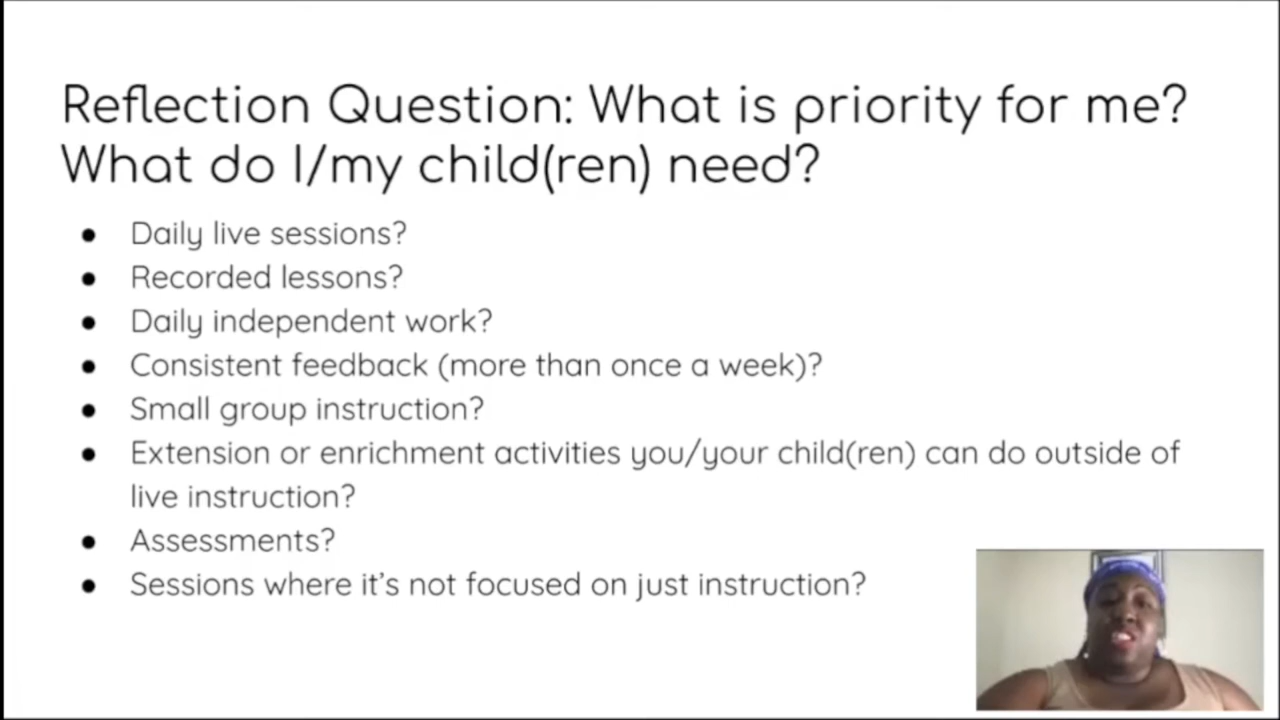 Reflection Question: What is priority for me?
What do I/my child(ren) need?
● Daily live sessions?
● Recorded lessons?
● Daily independent work?
● Consistent feedback (more than once a week)?
● Small group instruction?
● Extension or enrichment activities you/your child(ren) can do outside of
live instruction?
● Assessments?
● Sessions where it’s not focused on just instruction?